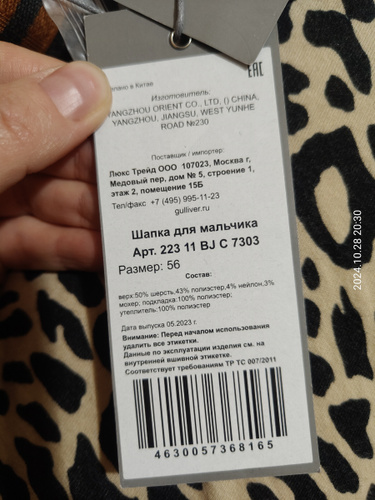 Сделано в Китае
EAC
Изготовитель:
YANGZHOU ORIENT CO., LTD, () CHINA,
YANGZHOU, JIANGSU, WEST YUNHE
ROAD №230
Поставщик / импортер:
Люкс Трейд ООО 107023, Москва г,
Медовый пер, дом № 5, строение 1,
этаж 2, помещение 15Б
Тел/факс +7 (495) 995-11-23
gulliver.ru
Шапка для мальчика
Арт. 223 11 BJ C 7303
Размер: 56
Состав:
верх:50% шерсть,43% полиэстер,4% нейлон,3%
мохер, подкладка:100% полиэстер;
утеплитель:100% полиэстер;
Дата выпуска 05.2023 г.
Внимание: Перед началом использования
удалить все этикетки.
Данные по эксплуатации изделия см. на
внутренней вшивной этикетке.
Соответствует требованиям ТР ТС 007/2011
4630057368165
2024.10.28 20:30